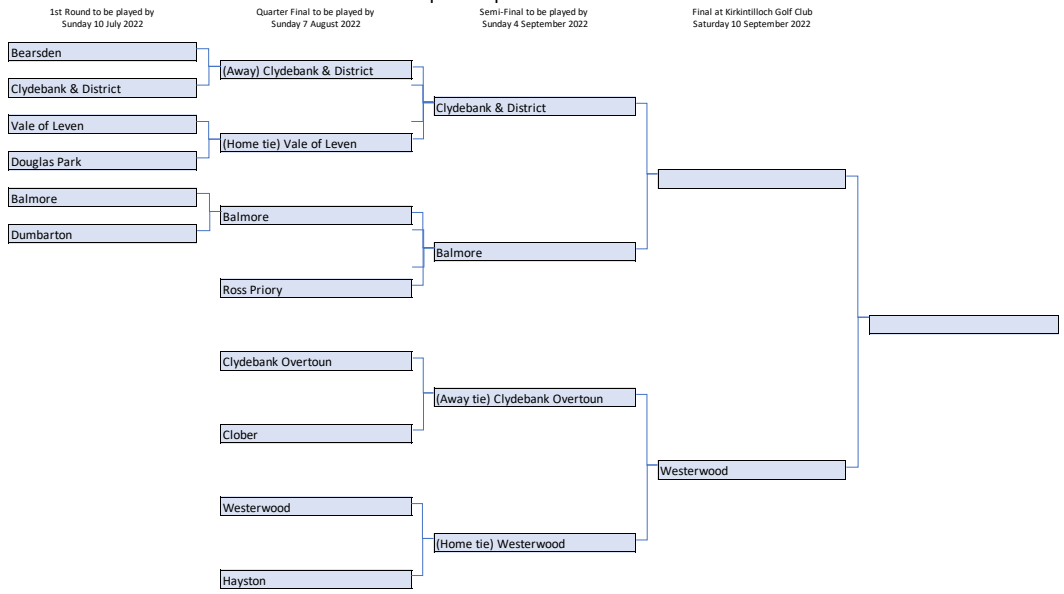 1st Round to be played by
Sunday 10 July 2022
Quarter Final to be played by
Sunday 7 August 2022
Semi-Final to be played by
Sunday 4 September 2022
Final at Kirkintilloch Golf Club
Saturday 10 September 2022
Bearsden
Clydebank & District
Vale of Leven
Douglas Park
Balmore
Dumbarton
(Away) Clydebank & District
(Home tie) Vale of Leven
Balmore
Ross Priory
Clydebank Overtoun
Clober
Westerwood
Hayston
Clydebank & District
Balmore
(Away tie) Clydebank Overtoun
(Home tie) Westerwood
Westerwood